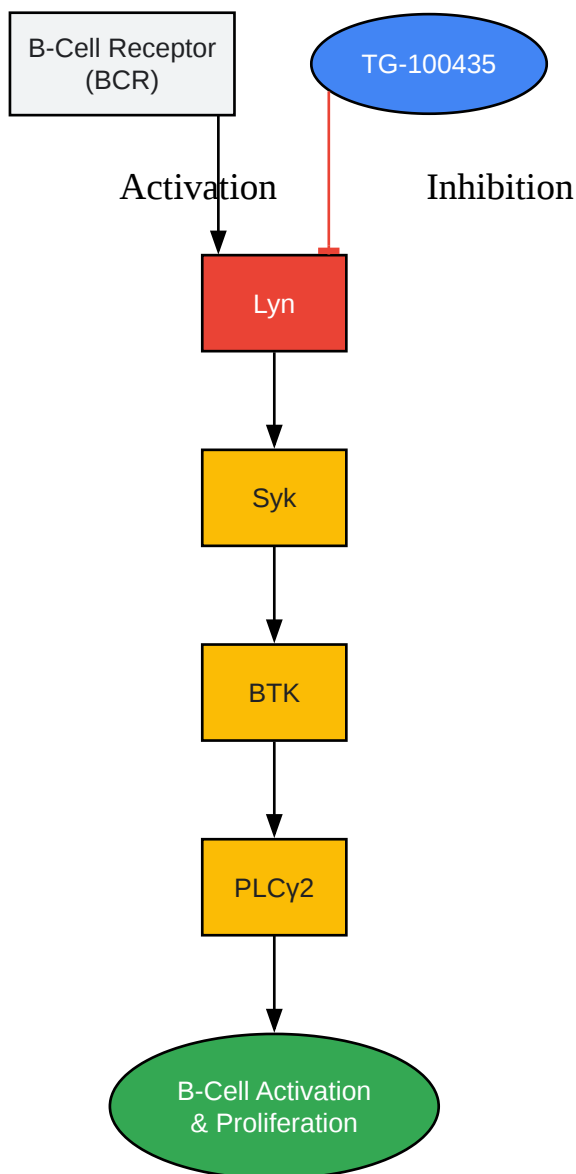 B-Cell Receptor
(BCR)
TG-100435
Activation
Inhibition
Lyn
Syk
BTK
PLCγ2
B-Cell Activation
& Proliferation